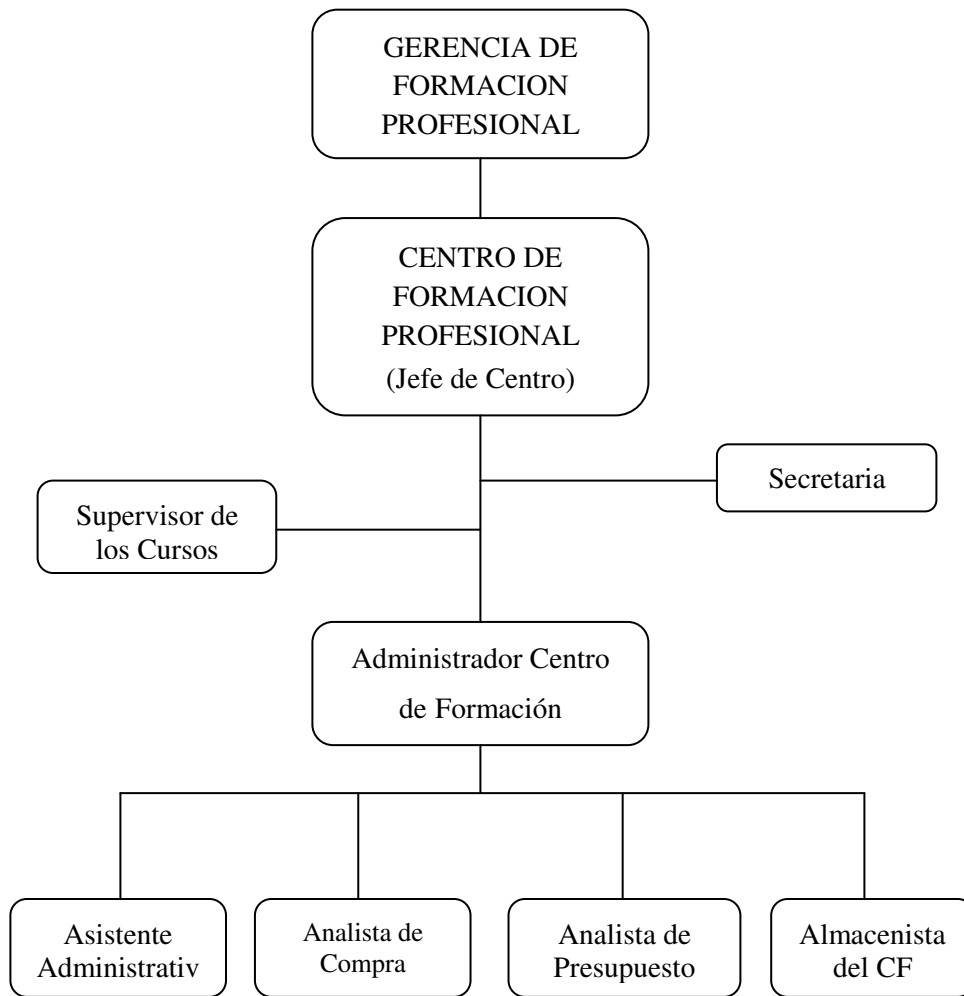 GERENCIA DE
FORMACION
PROFESIONAL
CENTRO DE
FORMACION
PROFESIONAL
(Jefe de Centro)
Secretaria
Supervisor de
los Cursos
Administrador Centro
de Formación
Asistente
Administrativ
Analista de
Compra
Analista de
Presupuesto
Almacenista
del CF